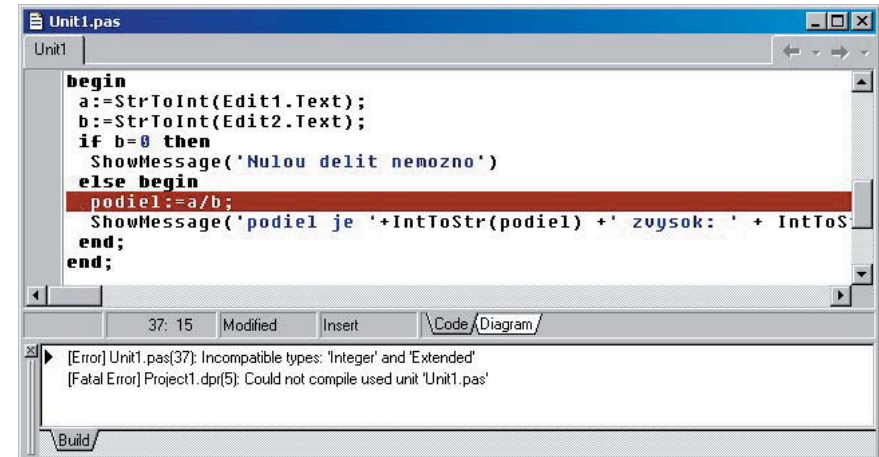 Unit1.pas
Unit1
begin
a:=StrToInt(Edit1.Text);
b:=StrToInt(Edit2.Text);
if b=0 then
ShowMessage('Nulou delit nemozno')
else begin
podiel:=a/b;
ShowMessage('podiel je '+IntToStr(podiel) +' zvysok: ' + IntToS
end;
end;
37: 15 Modified Insert Code Diagram
[Error] Unit1.pas(37): Incompatible types: 'Integer' and 'Extended'
[Fatal Error] Project1.dpr(5): Could not compile used unit 'Unit1.pas'
Build